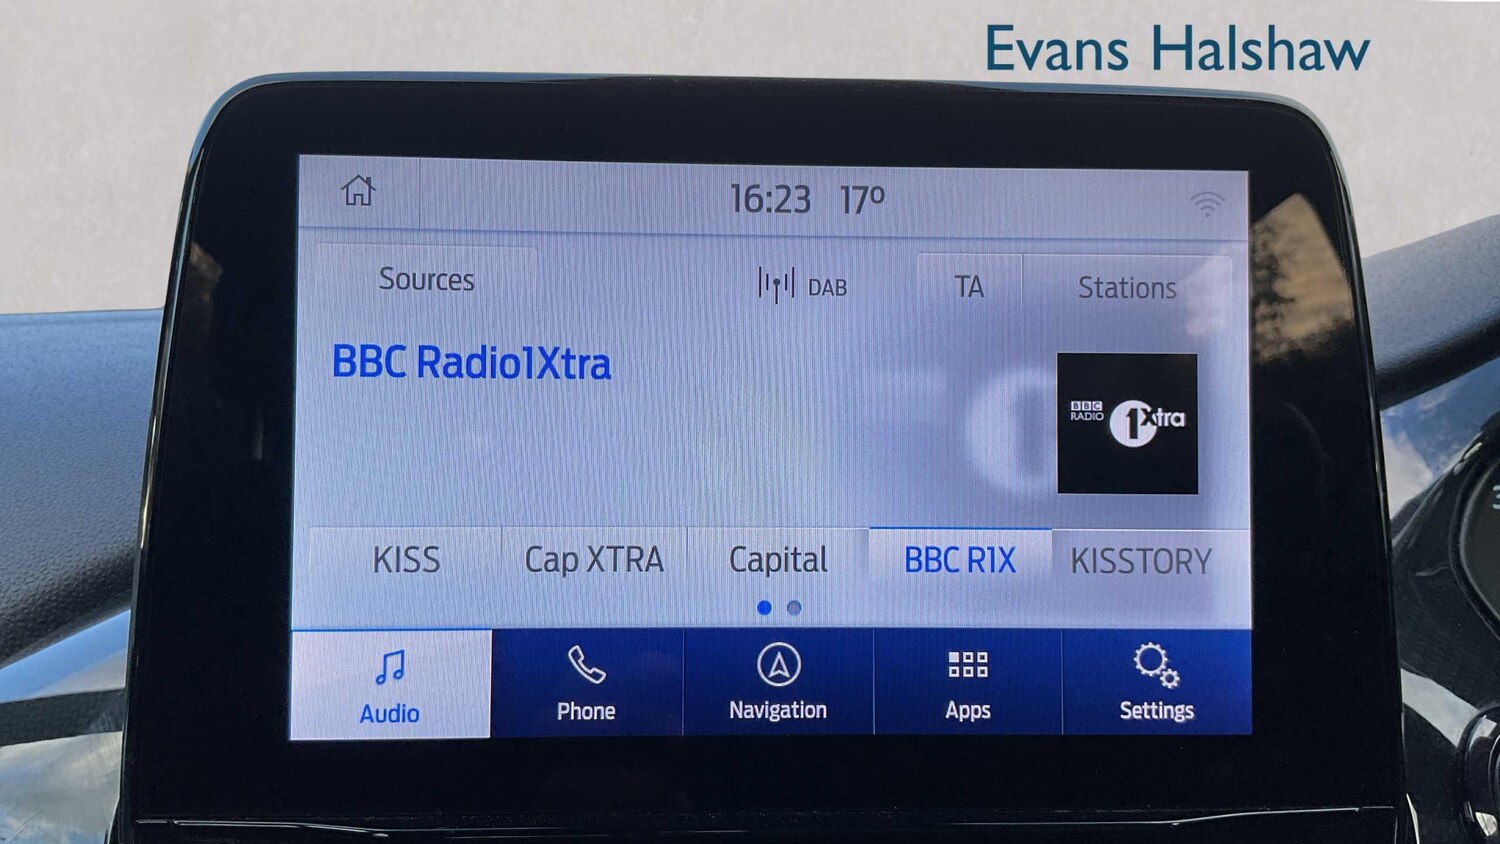 Evans Halshaw
16:23 17º
Sources DAB TA Stations
BBC Radio1Xtra
BBC RADIO 1Xtra
KISS Cap XTRA Capital BBC R1X KISSTORY
Audio Phone Navigation Apps Settings